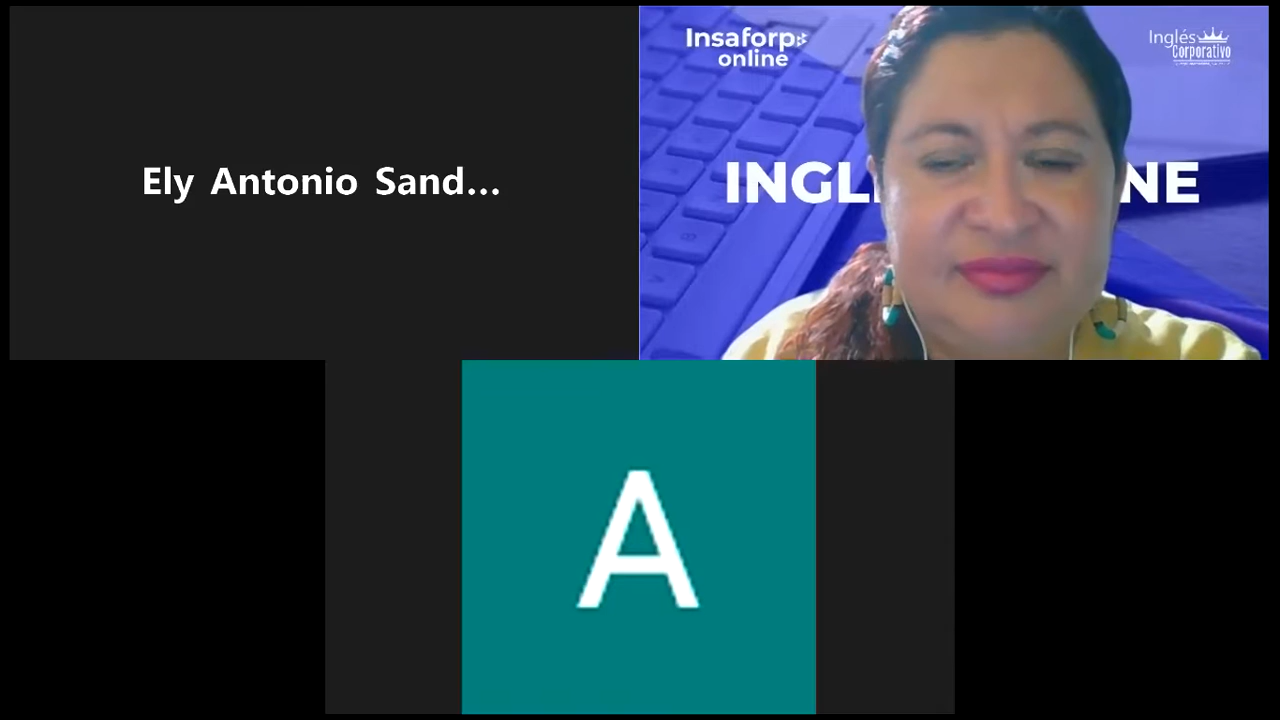 Insaforp
online
Inglés
Corporativo
Ely Antonio Sand...
INGL NE
A